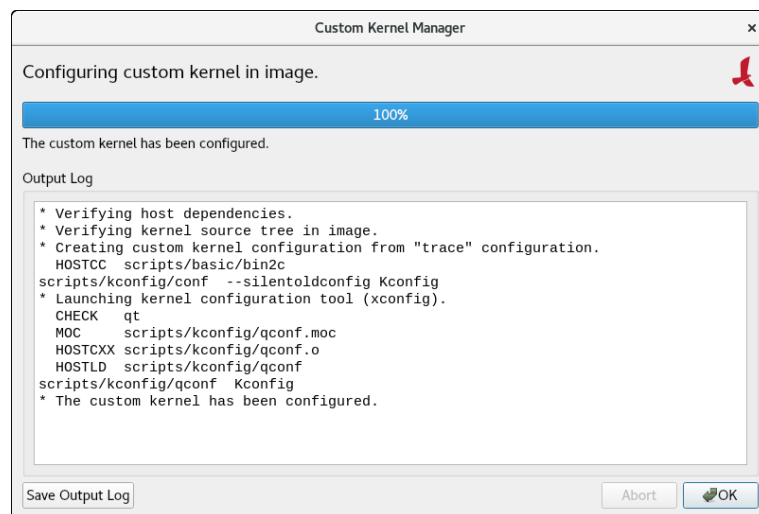 Custom Kernel Manager
Configuring custom kernel in image.
100%
The custom kernel has been configured.
Output Log
* Verifying host dependencies.
* Verifying kernel source tree in image.
* Creating custom kernel configuration from "trace" configuration.
  HOSTCC  scripts/basic/bin2c
scripts/kconfig/conf  --silentoldconfig Kconfig
* Launching kernel configuration tool (xconfig).
  CHECK   qt
  MOC     scripts/kconfig/qconf.moc
  HOSTCXX scripts/kconfig/qconf.o
  HOSTLD  scripts/kconfig/qconf
scripts/kconfig/qconf  Kconfig
* The custom kernel has been configured.
Save Output Log
Abort
OK